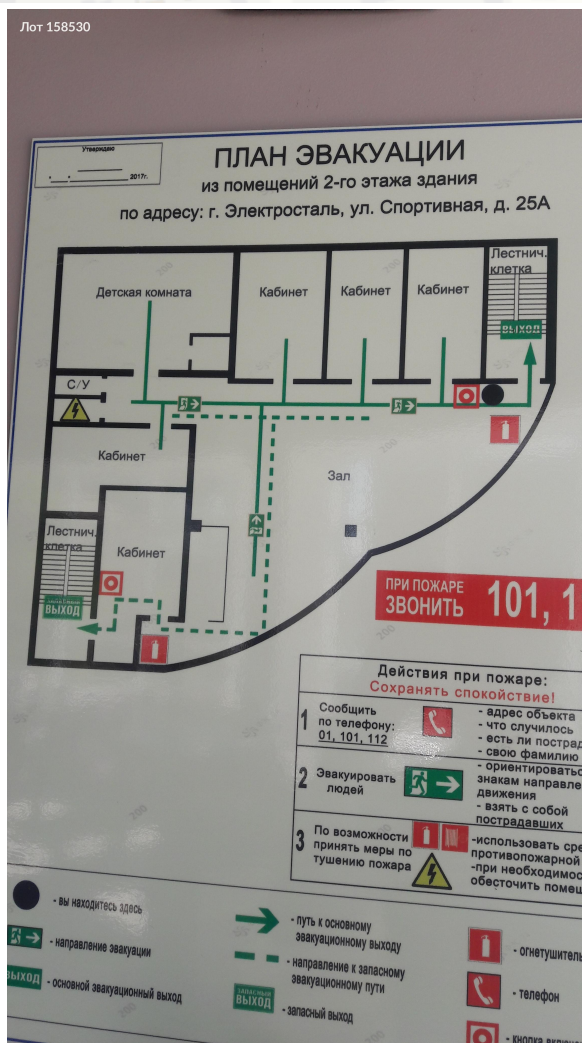 Лот 158530
Утверждаю
2017г.
ПЛАН ЭВАКУАЦИИ
из помещений 2-го этажа здания
по адресу: г. Электросталь, ул. Спортивная, д. 25А
Лестнич.
клетка
Детская комната
Кабинет
Кабинет
Кабинет
ВЫХОД
С/У
Кабинет
Зал
Лестнич.
клетка
Кабинет
ВЫХОД
ПРИ ПОЖАРЕ
ЗВОНИТЬ
101, 1
Действия при пожаре:
Сохранять спокойствие!
1 Сообщить
по телефону:
01, 101, 112
- адрес объекта
- что случилось
- есть ли пострад
- свою фамилию
2 Эвакуировать
людей
- ориентироватьс
знакам направле
движения
- взять с собой
пострадавших
3 По возможности
принять меры по
тушению пожара
-использовать сре
противопожарной
-при необходимос
обесточить помещ
- вы находитесь здесь
- направление эвакуации
ВЫХОД
- основной эвакуационный выход
- путь к основному
эвакуационному выходу
- направление к запасному
эвакуационному пути
ЗАПАСНЫЙ
ВЫХОД
- запасный выход
- огнетушитель
- телефон
- кнопка включен